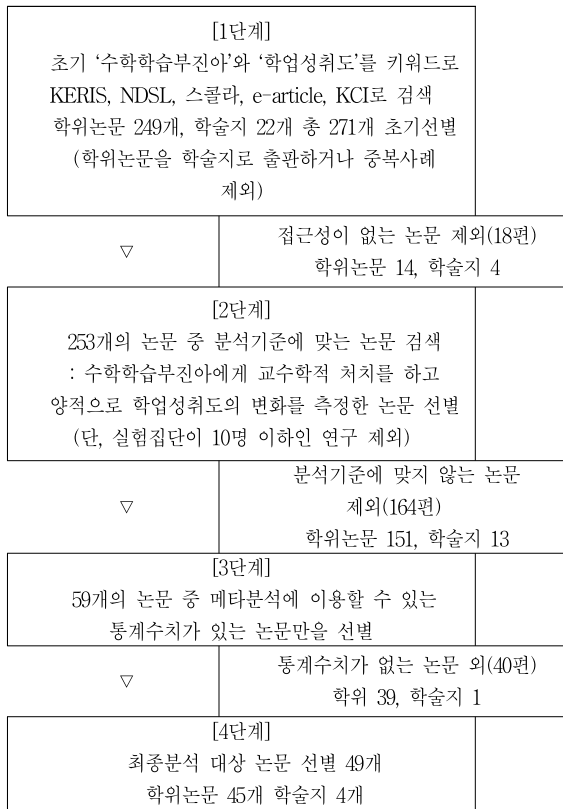 [1단계]
초기 ‘수학학습부진아’와 ‘학업성취도’를 키워드로
KERIS, NDSL, 스콜라, e-article, KCI로 검색
학위논문 249개, 학술지 22개 총 271개 초기선별
(학위논문을 학술지로 출판하거나 중복사례
제외)
▽
접근성이 없는 논문 제외(18편)
학위논문 14, 학술지 4
[2단계]
253개의 논문 중 분석기준에 맞는 논문 검색
: 수학학습부진아에게 교수학적 처치를 하고
양적으로 학업성취도의 변화를 측정한 논문 선별
(단, 실험집단이 10명 이하인 연구 제외)
▽
분석기준에 맞지 않는 논문
제외(164편)
학위논문 151, 학술지 13
[3단계]
59개의 논문 중 메타분석에 이용할 수 있는
통계수치가 있는 논문만을 선별
▽
통계수치가 없는 논문 외(40편)
학위 39, 학술지 1
[4단계]
최종분석 대상 논문 선별 49개
학위논문 45개 학술지 4개